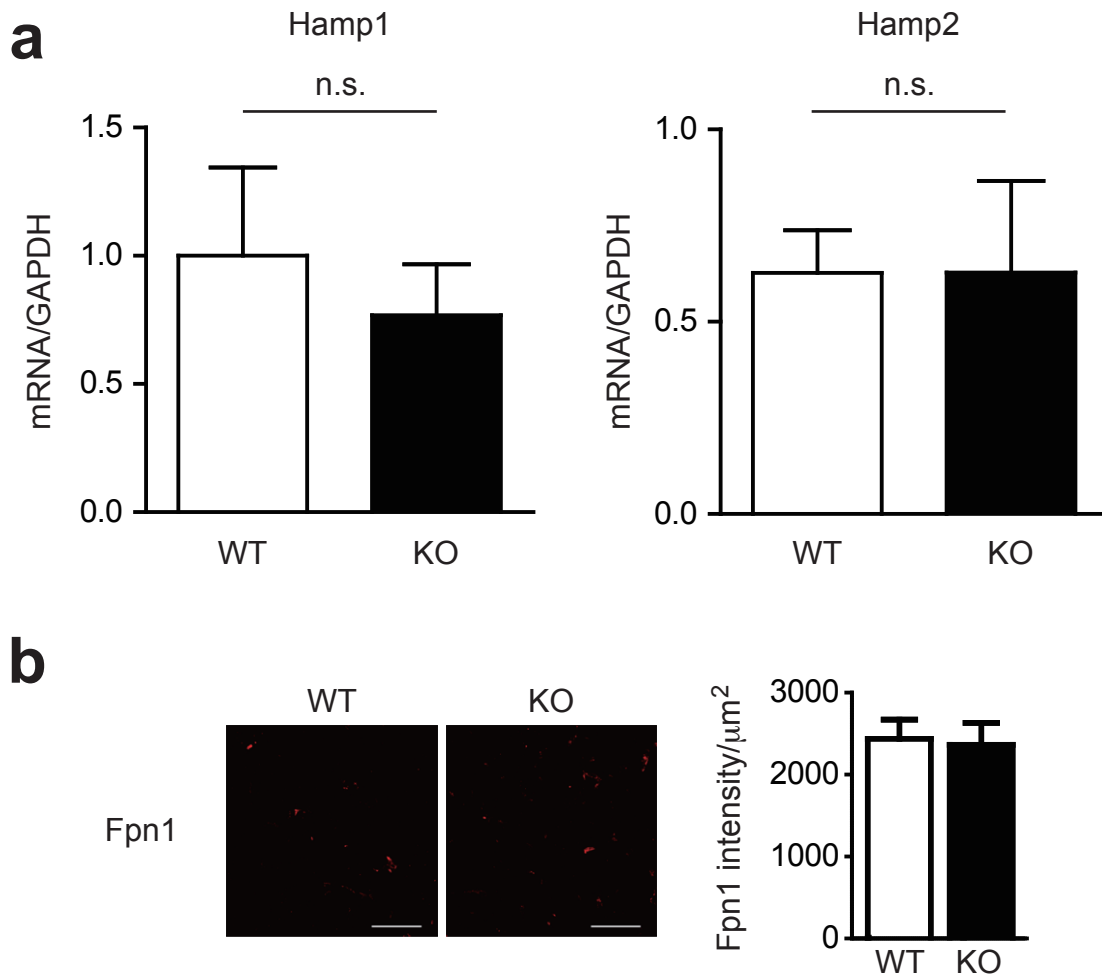 a
Hamp1
n.s.
mRNA/GAPDH
1.5
1.0
0.5
0.0
WT KO
Hamp2
n.s.
mRNA/GAPDH
1.0
0.5
0.0
WT KO
b
WT KO
Fpn1
Fpn1 intensity/μm²
3000
2000
1000
0
WT KO